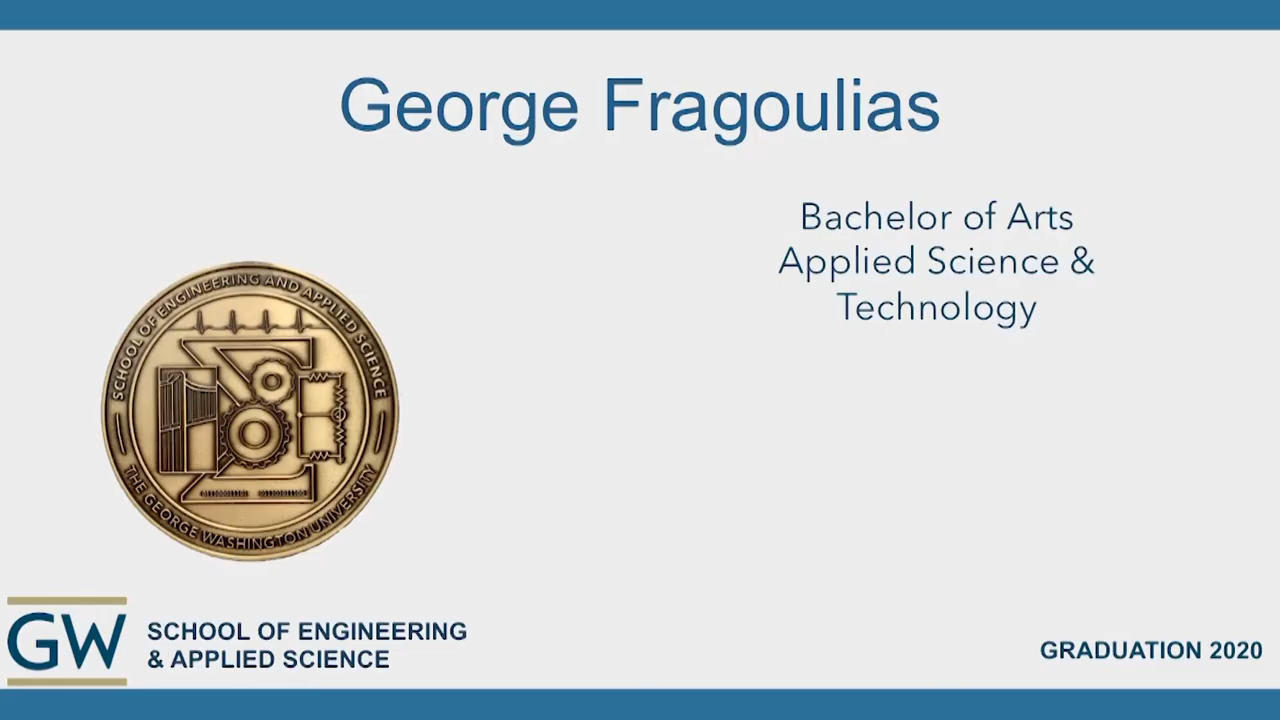 George Fragoulias
Bachelor of Arts
Applied Science &
Technology
SCHOOL OF ENGINEERING AND APPLIED SCIENCE
THE GEORGE WASHINGTON UNIVERSITY
GW
SCHOOL OF ENGINEERING
& APPLIED SCIENCE
GRADUATION 2020